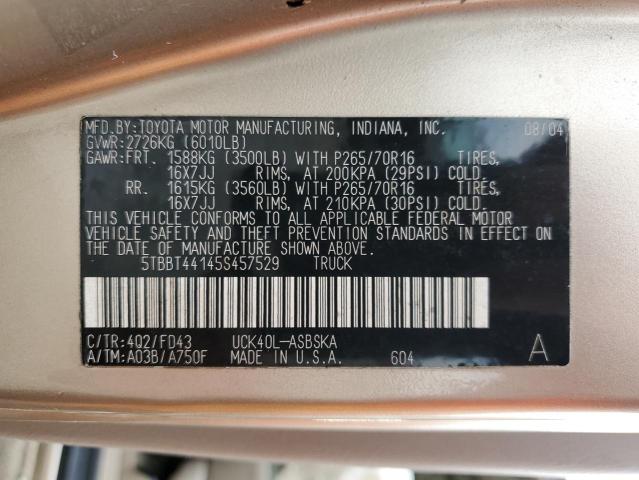 MFD.BY:TOYOTA MOTOR MANUFACTURING, INDIANA, INC. 08/04
GVWR:2726KG (6010LB)
GAWR:FRT. 1588KG (3500LB) WITH P265/70R16 TIRES,
16X7JJ RIMS, AT 200KPA (29PSI) COLD.
RR. 1615KG (3560LB) WITH P265/70R16 TIRES,
16X7JJ RIMS, AT 210KPA (30PSI) COLD.
THIS VEHICLE CONFORMS TO ALL APPLICABLE FEDERAL MOTOR
VEHICLE SAFETY AND THEFT PREVENTION STANDARDS IN EFFECT ON
THE DATE OF MANUFACTURE SHOWN ABOVE.
5TBBT44145S457529 TRUCK
C/TR:4Q2/FD43 UCK40L-ASBSKA
A/TM:A03B/A750F MADE IN U.S.A. 604 A